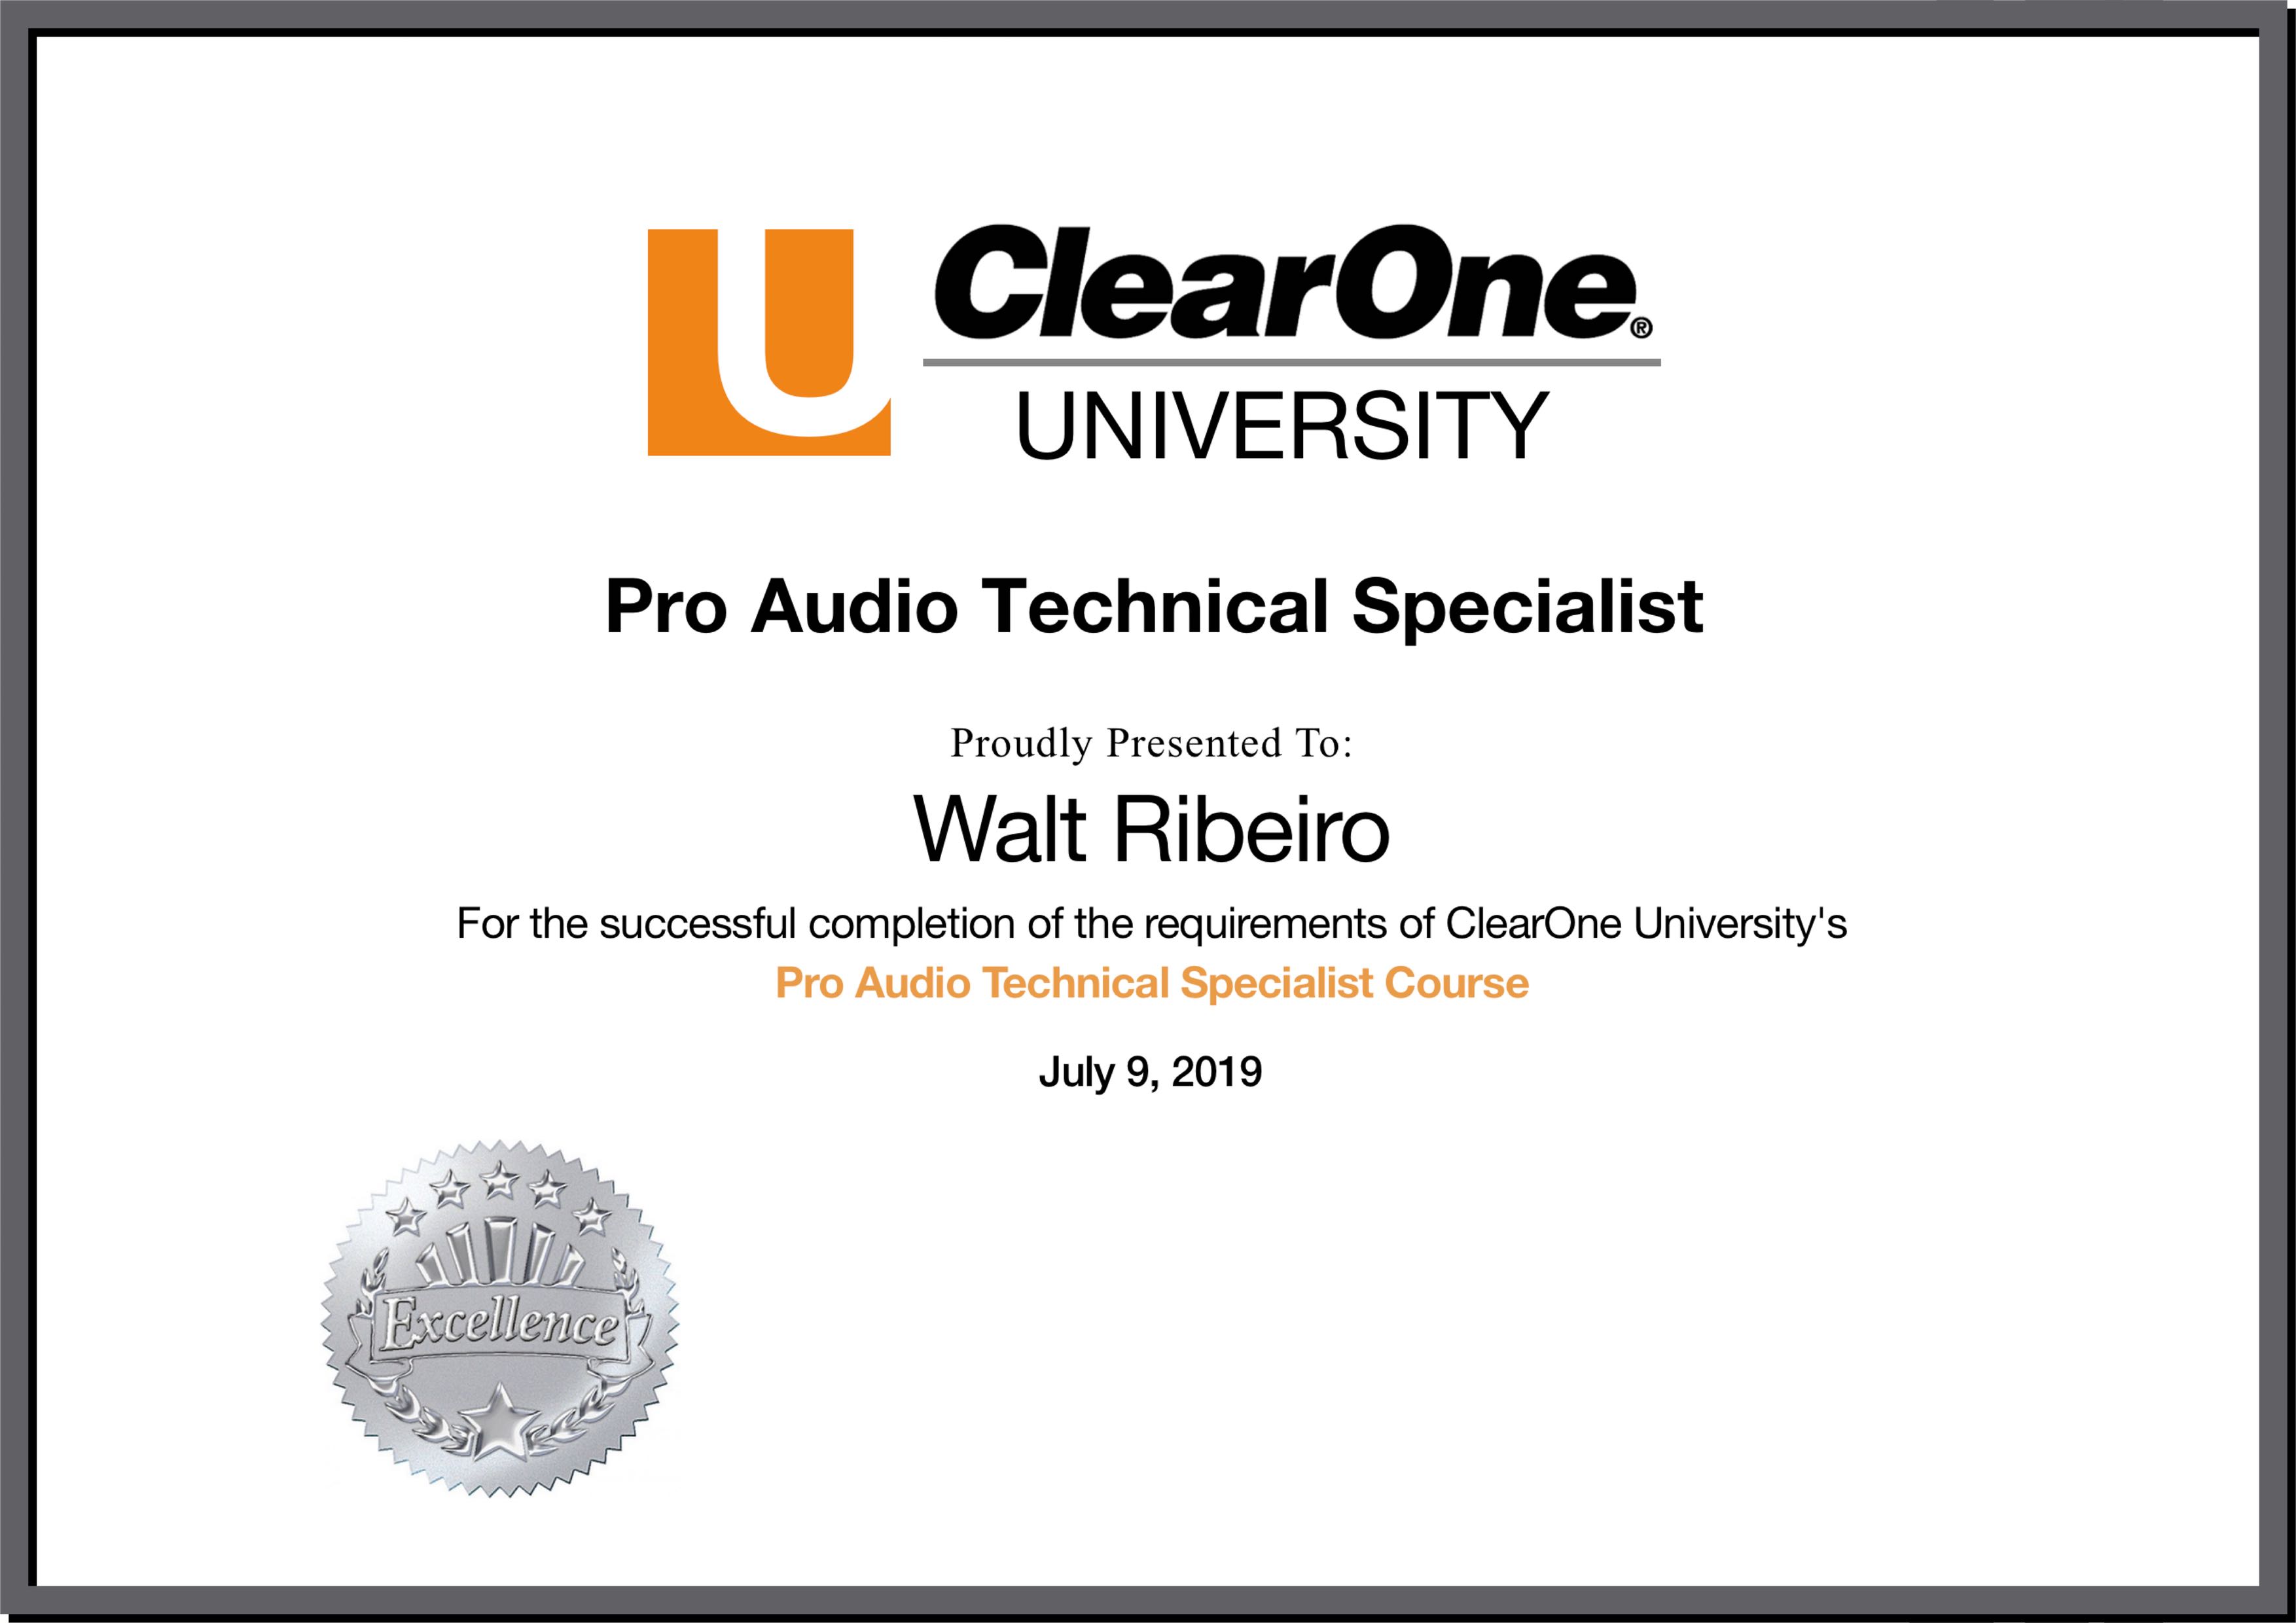 ClearOne®
UNIVERSITY
Pro Audio Technical Specialist
Proudly Presented To:
Walt Ribeiro
For the successful completion of the requirements of ClearOne University's
Pro Audio Technical Specialist Course
July 9, 2019
Excellence